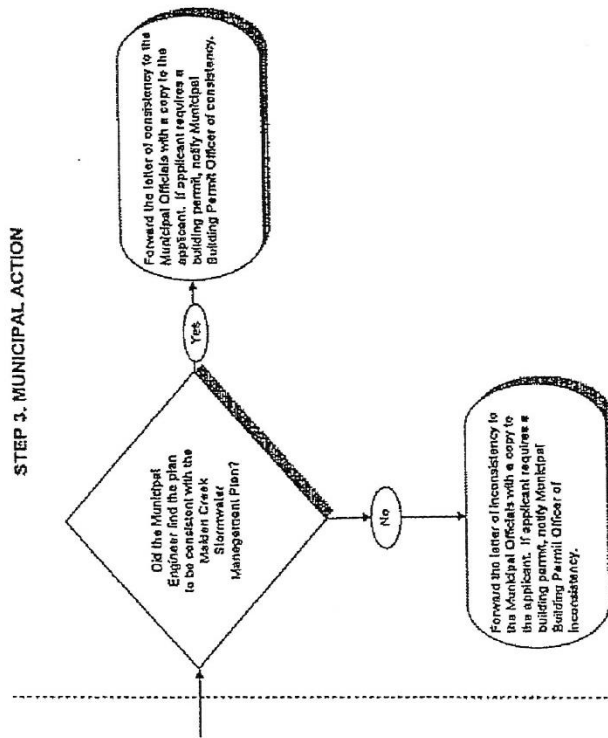 STEP 3. MUNICIPAL ACTION
Did the Municipal
Engineer find the plan
to be consistent with the
Maiden Creek
Stormwater
Management Plan?
Yes
Forward the letter of consistency to the
Municipal Officials with a copy to the
applicant. If applicant requires a
building permit, notify Municipal
Building Permit Officer of consistency.
No
Forward the letter of inconsistency to
the Municipal Officials with a copy to
the applicant. If applicant requires a
building permit, notify Municipal
Building Permit Officer of
inconsistency.